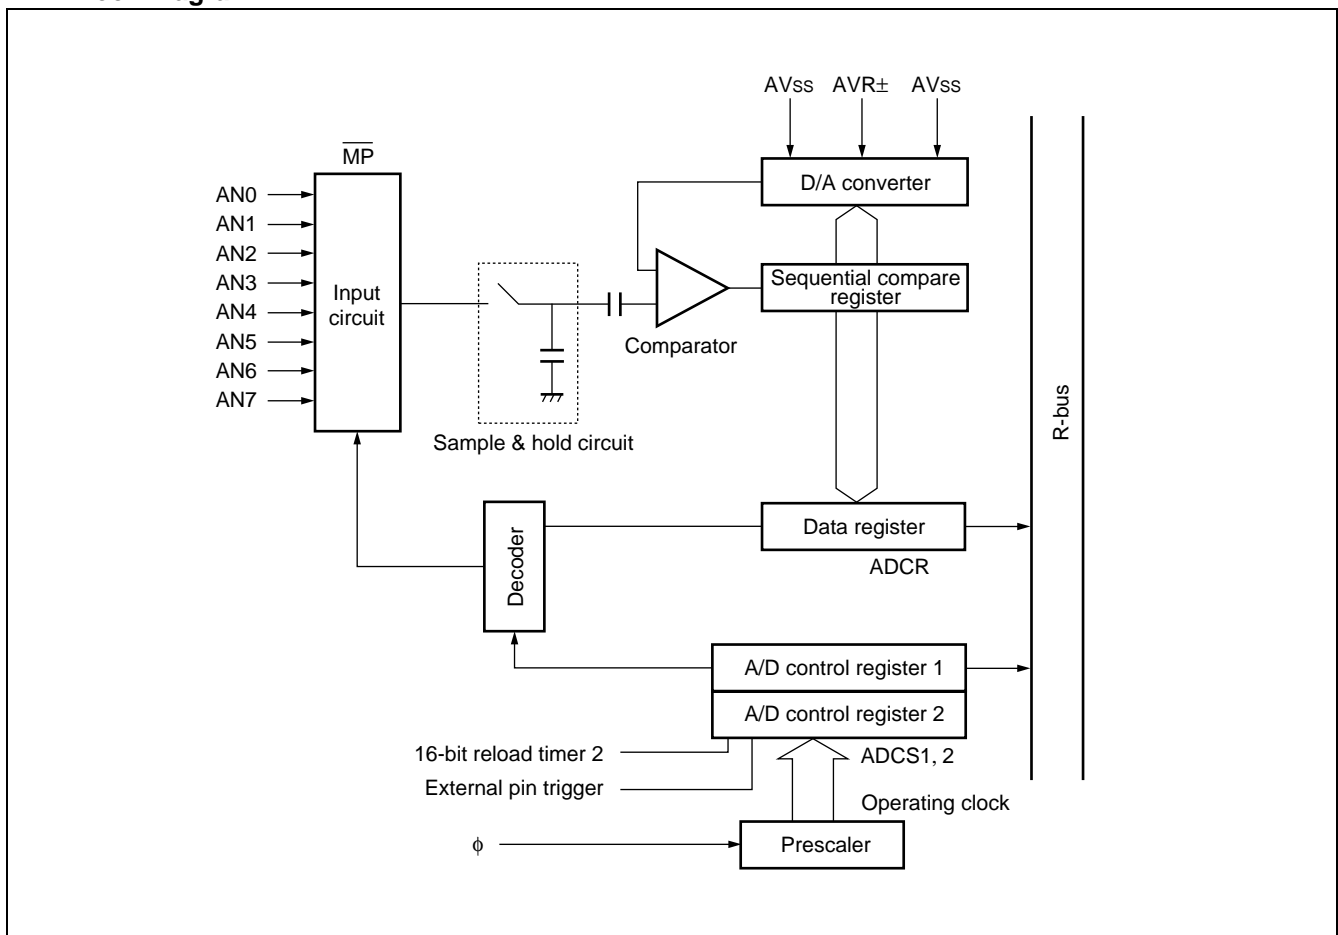 AVss AVR± AVss
MP
D/A converter
AN0
AN1
AN2
AN3
AN4
AN5
AN6
AN7
Input
circuit
Sequential compare
register
Comparator
Sample & hold circuit
R-bus
Decoder
Data register
ADCR
A/D control register 1
A/D control register 2
16-bit reload timer 2
ADCS1, 2
External pin trigger
Operating clock
ϕ
Prescaler